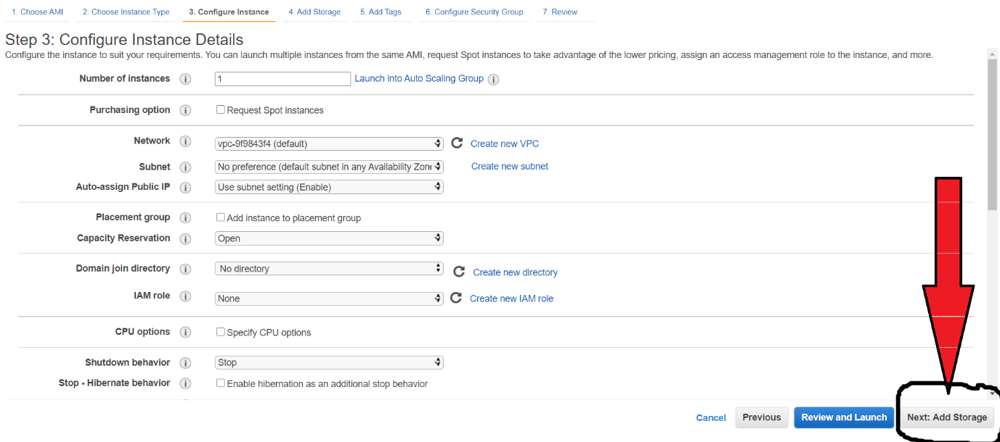 1. Choose AMI 2. Choose Instance Type 3. Configure Instance 4. Add Storage 5. Add Tags 6. Configure Security Group 7. Review
Step 3: Configure Instance Details
Configure the instance to suit your requirements. You can launch multiple instances from the same AMI, request Spot instances to take advantage of the lower pricing, assign an access management role to the instance, and more.
Number of instances i 1 Launch into Auto Scaling Group i
Purchasing option i Request Spot instances
Network i vpc-9f9843f4 (default) Create new VPC
Subnet i No preference (default subnet in any Availability Zone Create new subnet
Auto-assign Public IP i Use subnet setting (Enable)
Placement group i Add instance to placement group
Capacity Reservation i Open
Domain join directory i No directory Create new directory
IAM role i None Create new IAM role
CPU options i Specify CPU options
Shutdown behavior i Stop
Stop - Hibernate behavior i Enable hibernation as an additional stop behavior
Cancel Previous Review and Launch Next: Add Storage